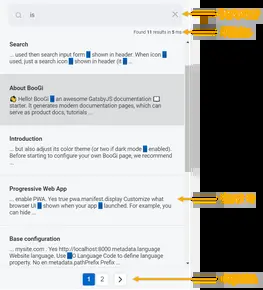 is
Found 11 results in 5 ms
Search
... used then search input form is shown in header. When icon is
used, just a search icon is shown in header (it ...
About BooGi
Hello! BooGi is an awesome GatsbyJS documentation
starter. It generates modern documentation pages, which can
serve as product docs, tutorials ...
Introduction
... but also adjust its color theme (or two if dark mode is enabled).
Before starting to configure your own BooGi page, we recommend
...
Progressive Web App
... enable PWA. Yes true pwa.manifest.display Customize what
browser UI is shown when your app is launched. For example, you
can hide ...
Base configuration
... mysite.com . Yes http://localhost:8000 metadata.language
Website language. Use ISO Language Code to define language
property. No en metadata.pathPrefix Prefix ...
1 2